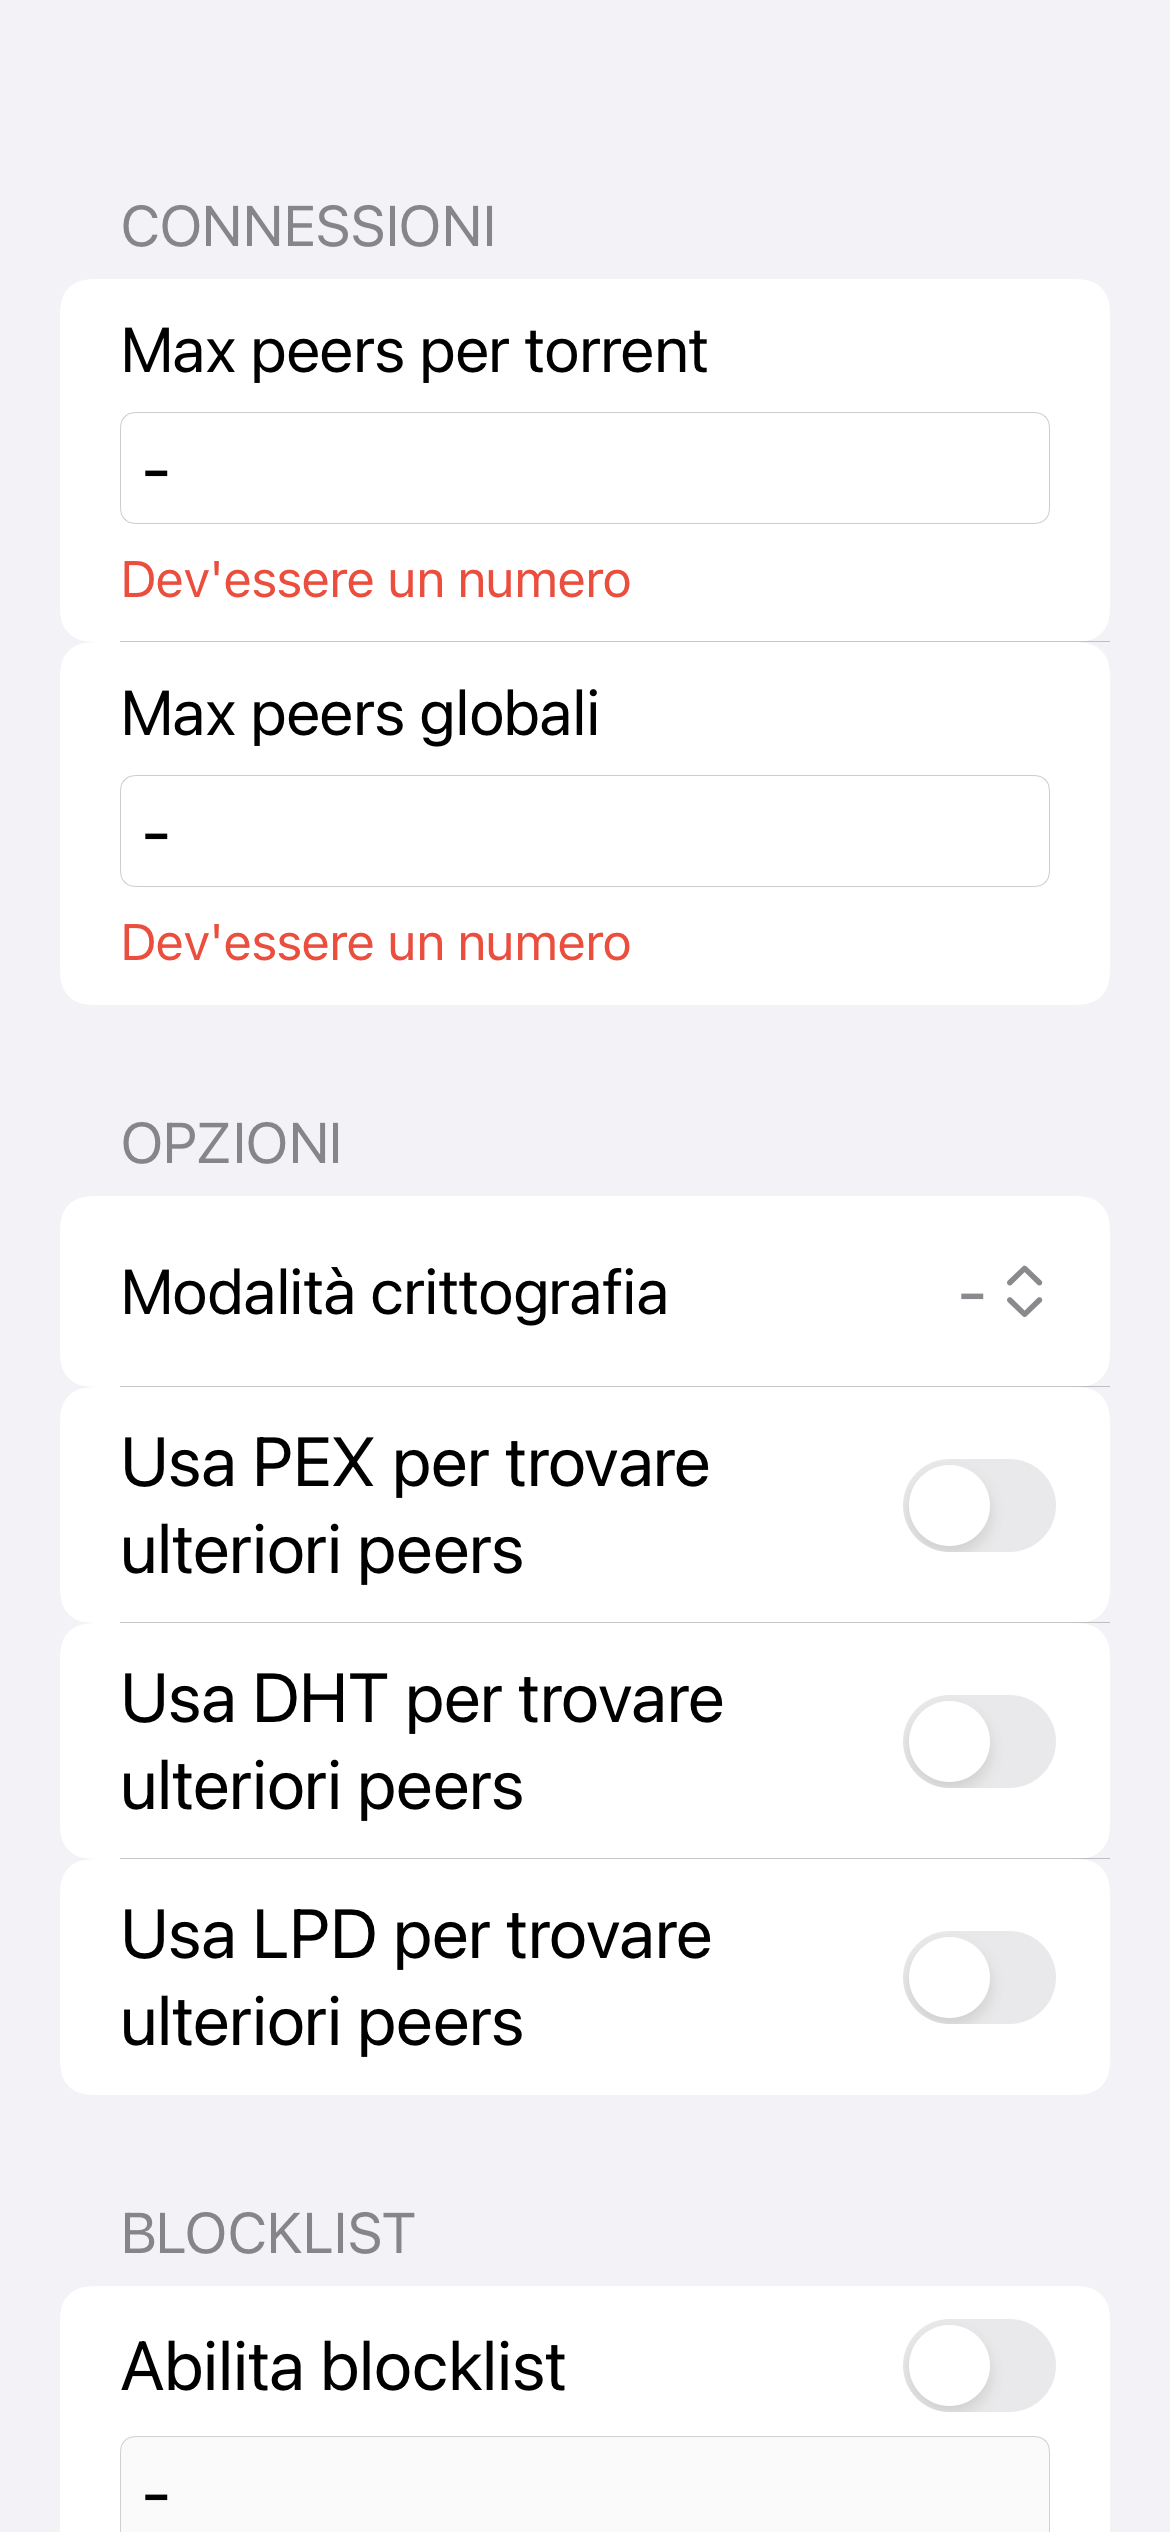 CONNESSIONI
Max peers per torrent
-
Dev'essere un numero
Max peers globali
-
Dev'essere un numero
OPZIONI
Modalità crittografia -
Usa PEX per trovare
ulteriori peers
Usa DHT per trovare
ulteriori peers
Usa LPD per trovare
ulteriori peers
BLOCKLIST
Abilita blocklist
-